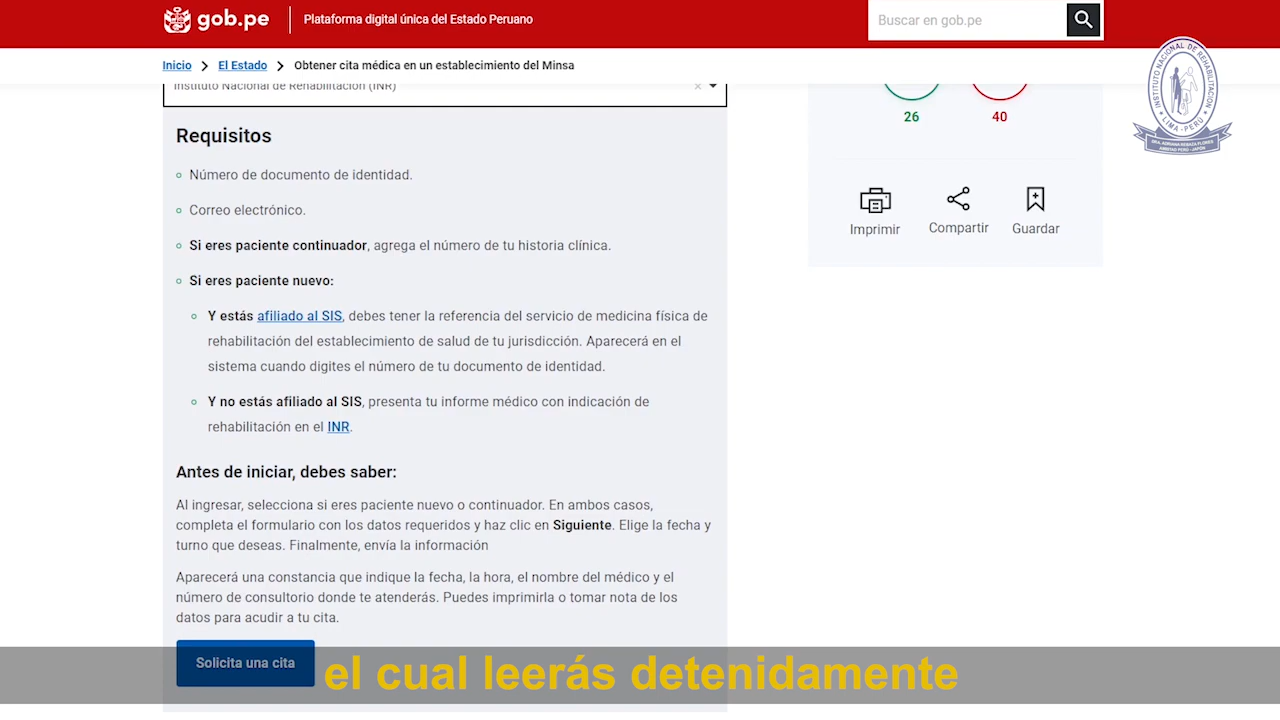 gob.pe
Plataforma digital única del Estado Peruano
Buscar en gob.pe
Inicio > El Estado > Obtener cita médica en un establecimiento del Minsa
Instituto Nacional de Rehabilitación (INR) ×
26
40
INSTITUTO NACIONAL DE REHABILITACIÓN
LIMA - PERÚ
DRA. ADRIANA REBAZA FLORES
AMISTAD PERÚ - JAPÓN
Imprimir
Compartir
Guardar
Requisitos
Número de documento de identidad.
Correo electrónico.
Si eres paciente continuador, agrega el número de tu historia clínica.
Si eres paciente nuevo:
Y estás afiliado al SIS, debes tener la referencia del servicio de medicina física de
rehabilitación del establecimiento de salud de tu jurisdicción. Aparecerá en el
sistema cuando digites el número de tu documento de identidad.
Y no estás afiliado al SIS, presenta tu informe médico con indicación de
rehabilitación en el INR.
Antes de iniciar, debes saber:
Al ingresar, selecciona si eres paciente nuevo o continuador. En ambos casos,
completa el formulario con los datos requeridos y haz clic en Siguiente. Elige la fecha y
turno que deseas. Finalmente, envía la información
Aparecerá una constancia que indique la fecha, la hora, el nombre del médico y el
número de consultorio donde te atenderás. Puedes imprimirla o tomar nota de los
datos para acudir a tu cita.
Solicita una cita
el cual leerás detenidamente